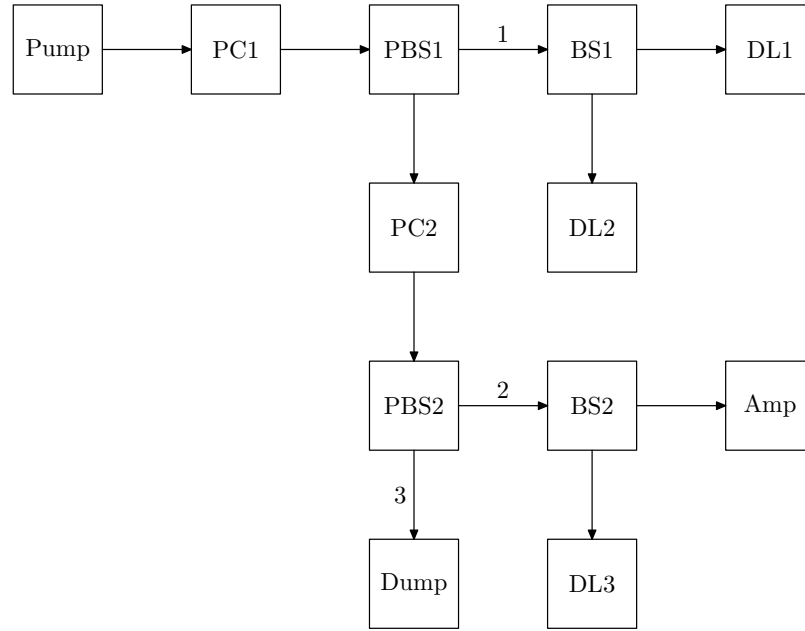 Pump
PC1
PBS1
1
BS1
DL1
PC2
DL2
PBS2
2
BS2
Amp
3
Dump
DL3